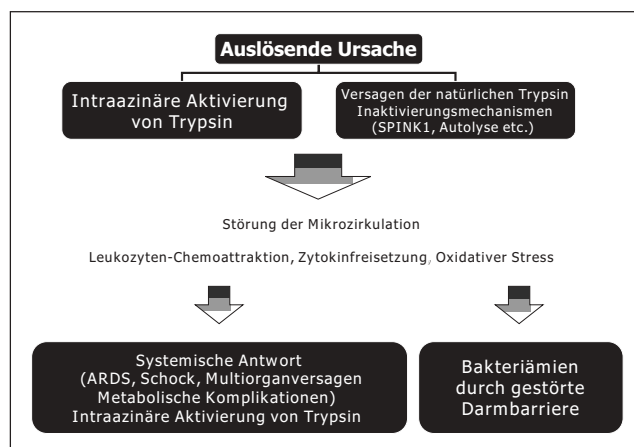 Auslösende Ursache
Intraazinäre Aktivierung
von Trypsin
Versagen der natürlichen Trypsin
Inaktivierungsmechanismen
(SPINK1, Autolyse etc.)
Störung der Mikrozirkulation
Leukozyten-Chemoattraktion, Zytokinfreisetzung, Oxidativer Stress
Systemische Antwort
(ARDS, Schock, Multiorganversagen
Metabolische Komplikationen)
Intraazinäre Aktivierung von Trypsin
Bakteriämien
durch gestörte
Darmbarriere